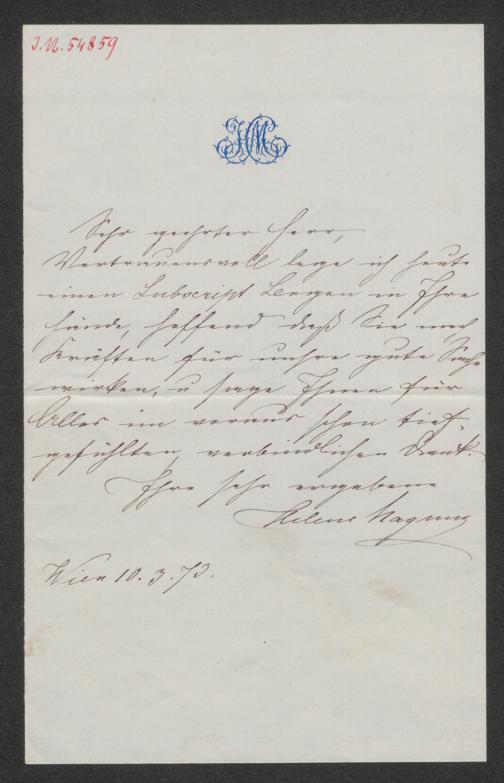 I.N. 54859
HM
Sehr geehrter Herr,
Vertrauensvoll lege ich heute
einen Subscript Bogen in Ihre
Hände, hoffend daß Sie nach
Kräften für unsre gute Sache
wirken, u sage Ihnen für
Alles im voraus schon tief-
gefühlten verbindlichen Dank.
Ihre sehr ergebene
Helene Magnus
Wien 10.3.73.